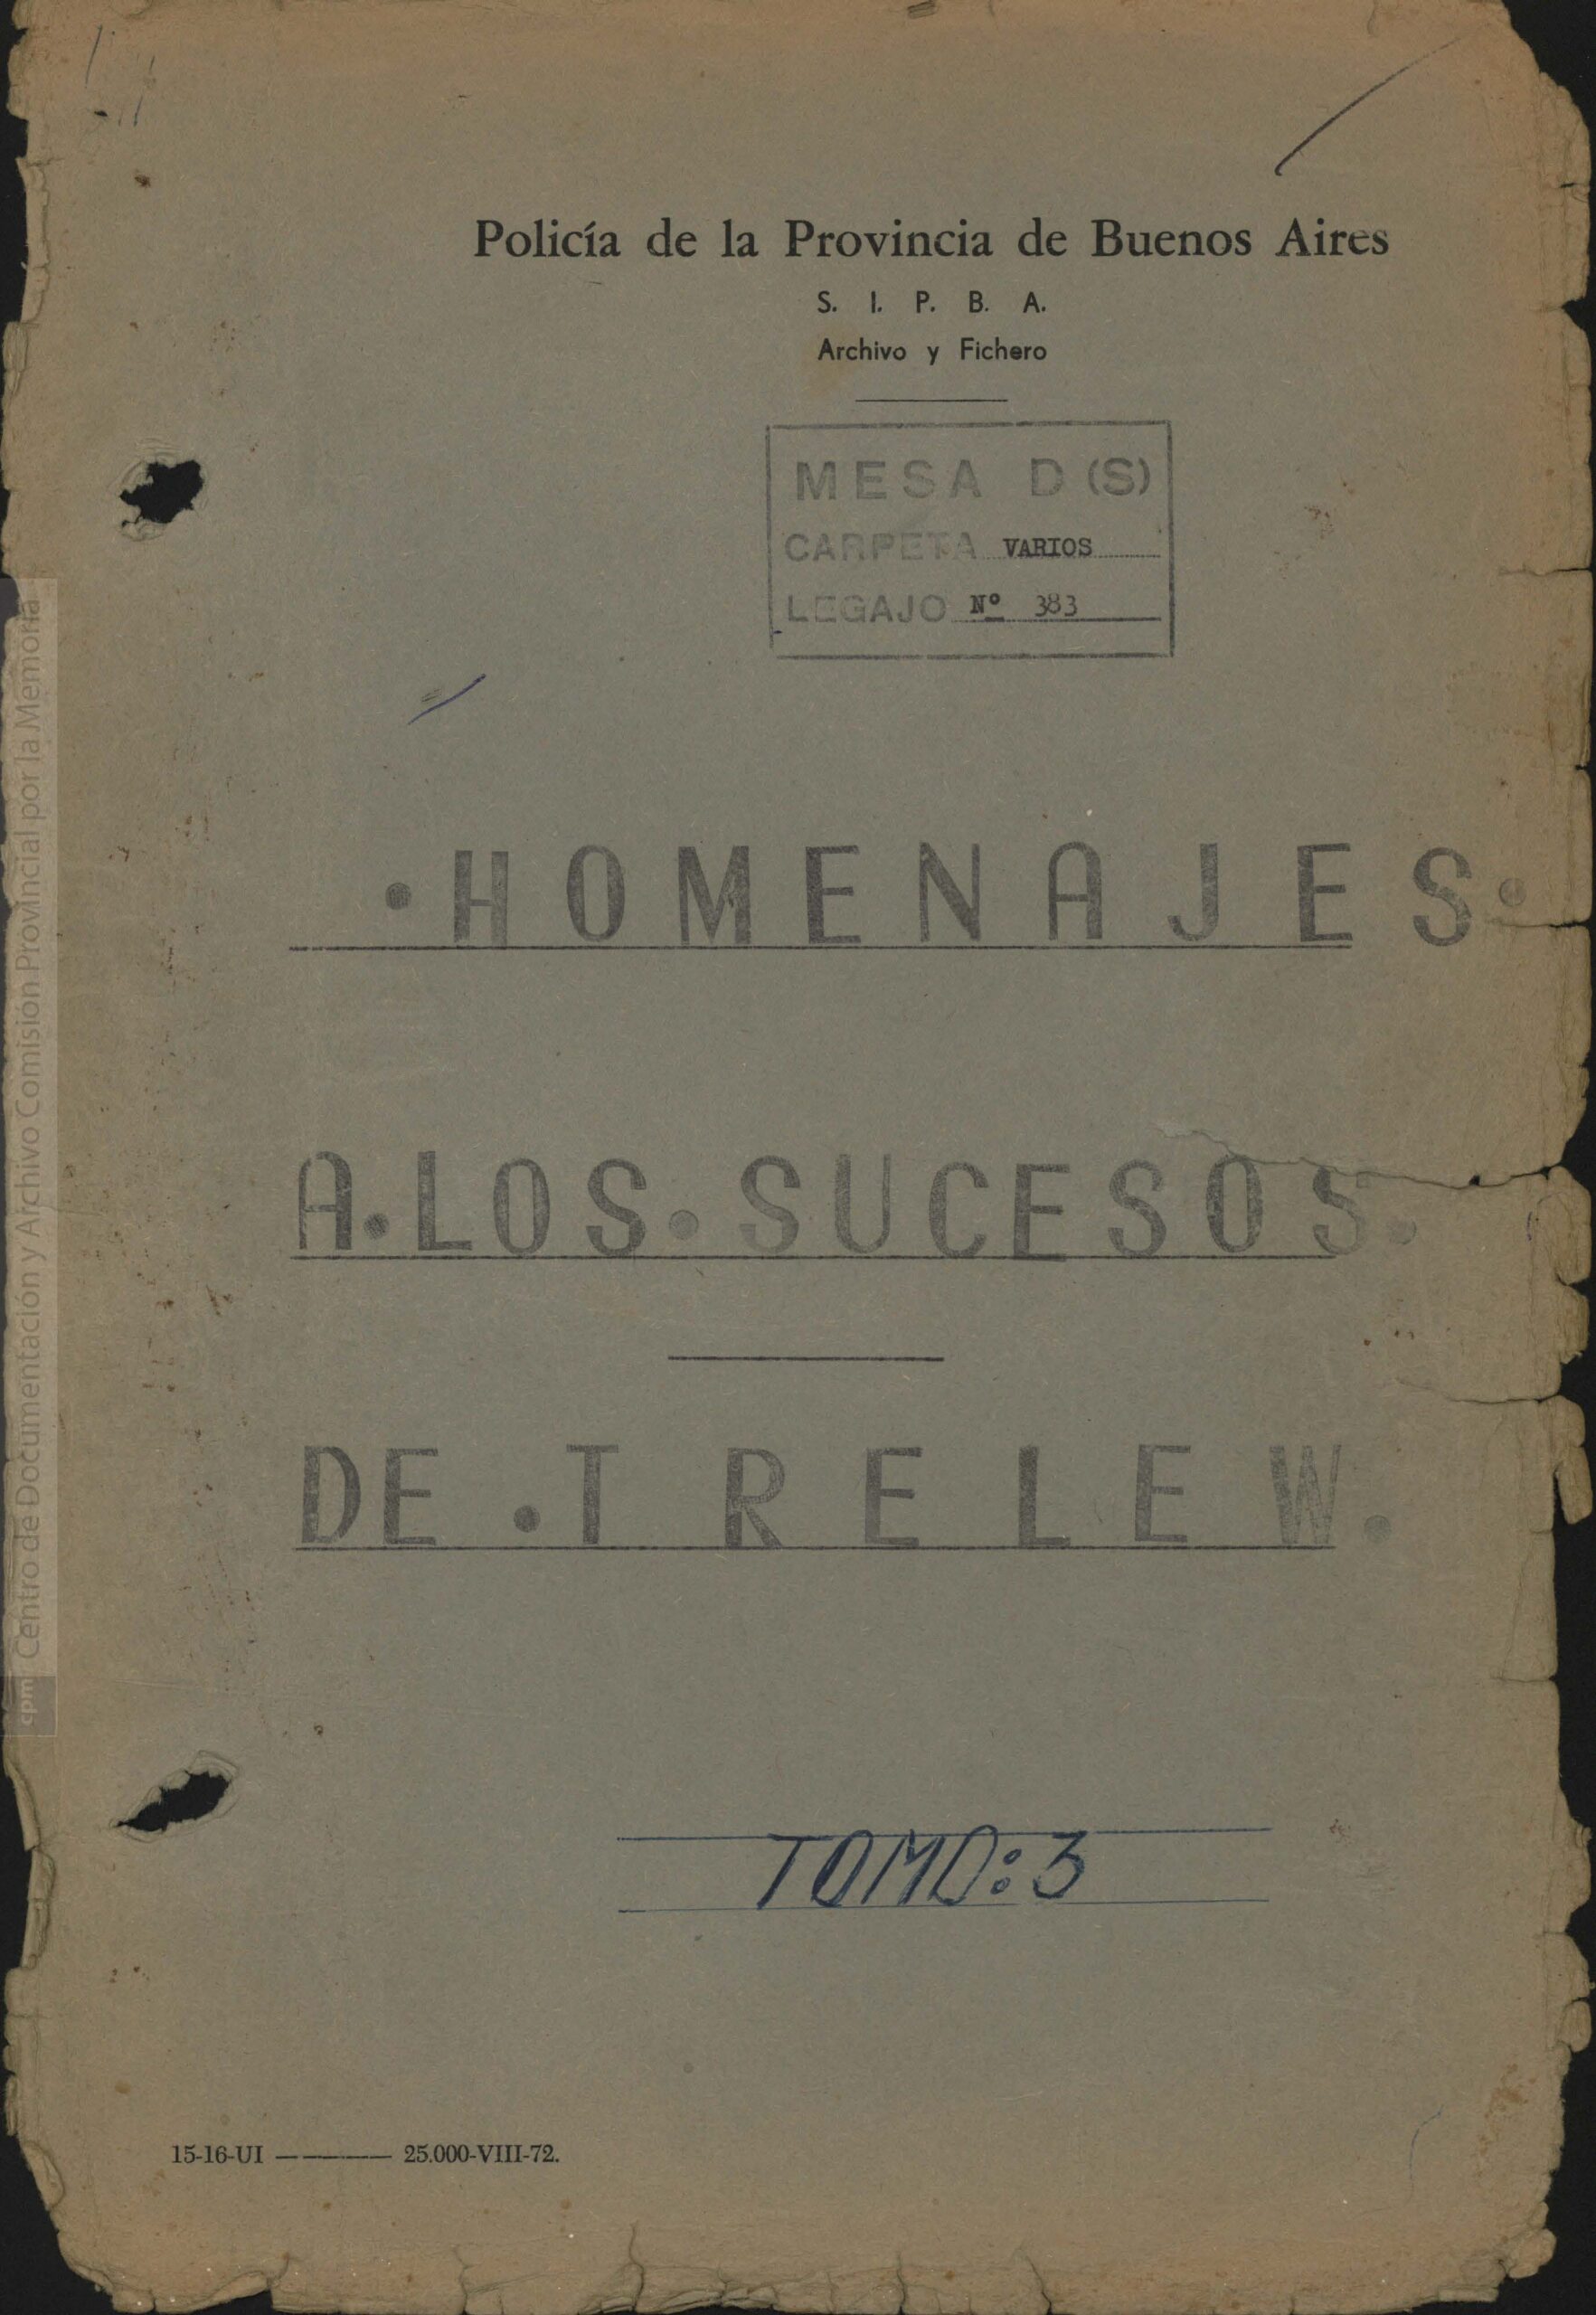 Policía de la Provincia de Buenos Aires
S. I. P. B. A.
Archivo y Fichero
MESA D (S)
CARPETA VARIOS
LEGAJO Nº 383
.HOMENAJES.
A.LOS.SUCESOS.
DE .TRELEW.
TOMO: 3
15-16-UI ———— 25.000-VIII-72.
cpm Centro de Documentación y Archivo Comisión Provincial por la Memoria